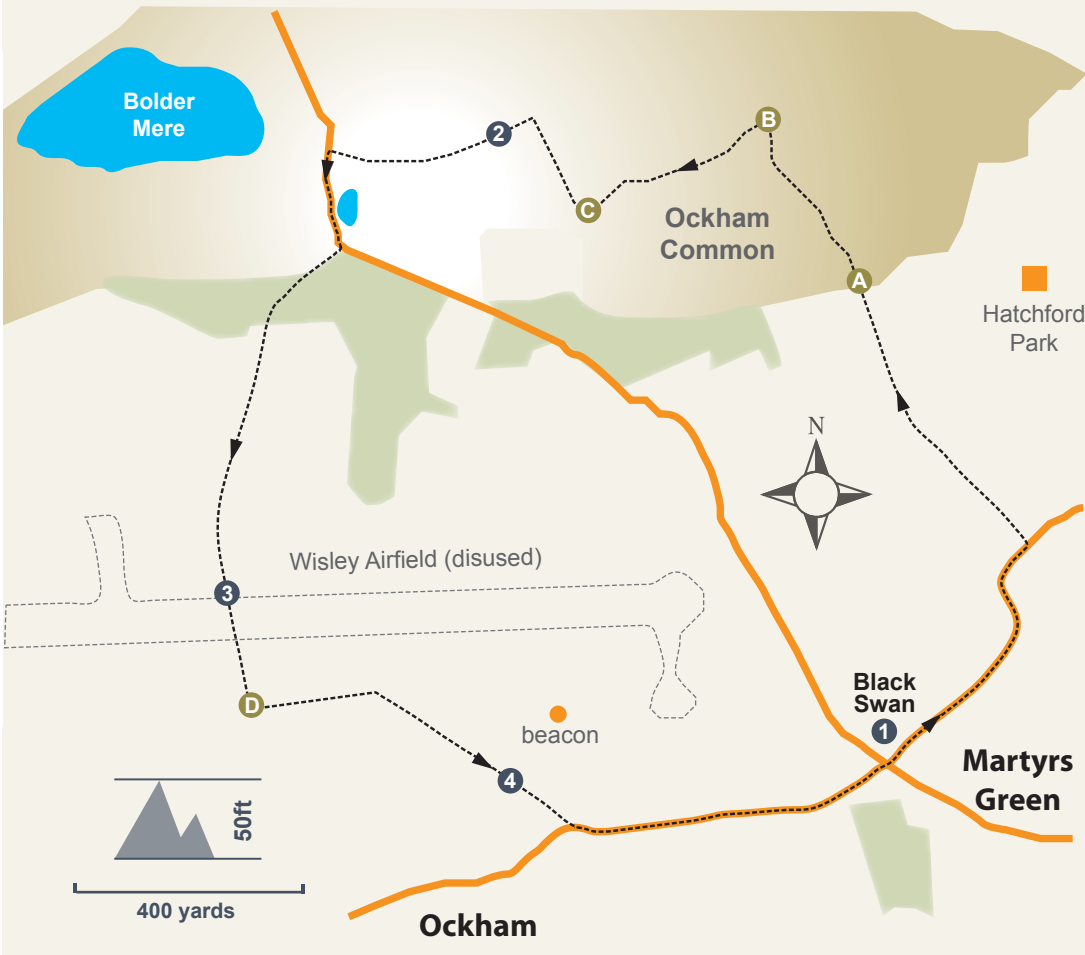 Bolder
Mere
2
B
C
Ockham
Common
A
Hatchford
Park
N
Wisley Airfield (disused)
3
D
beacon
Black
Swan
1
Martyrs
Green
4
50ft
400 yards
Ockham